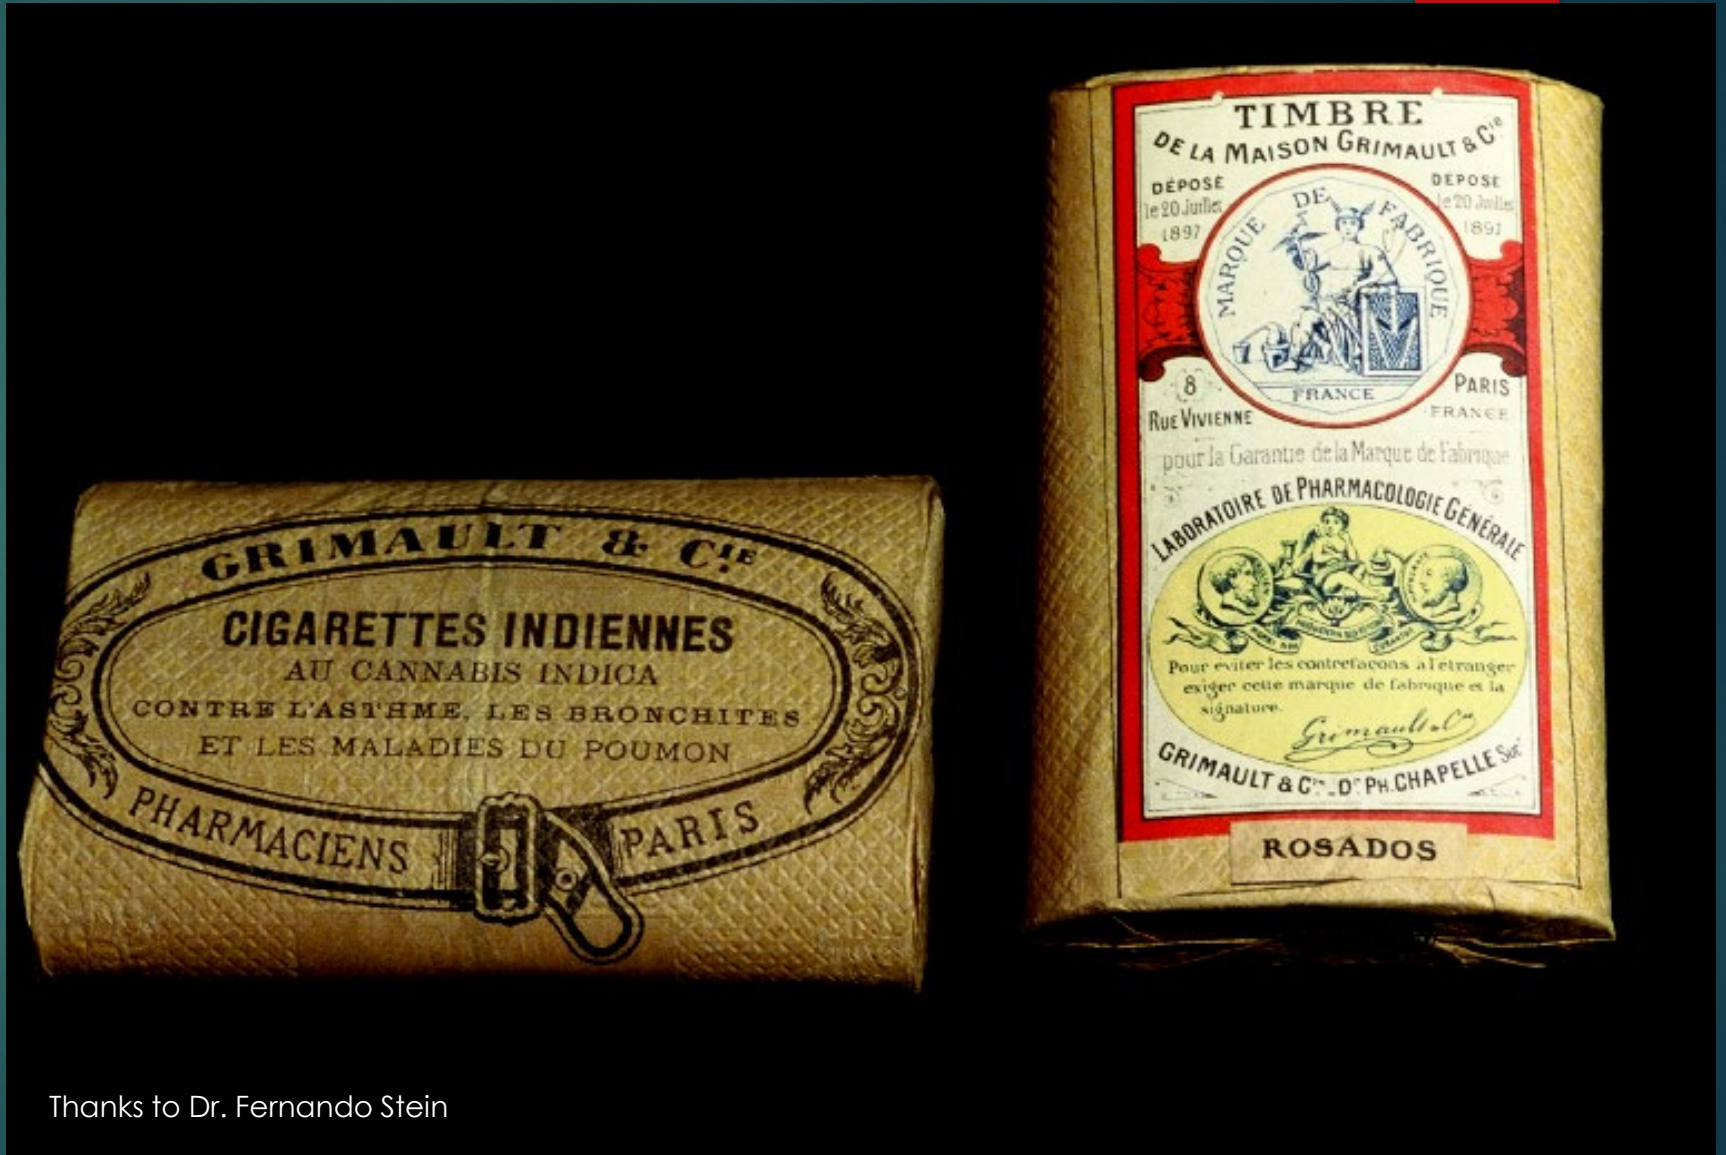 GRIMAULT & CIE
CIGARETTES INDIENNES
AU CANNABIS INDICA
CONTRE L'ASTHME, LES BRONCHITES
ET LES MALADIES DU POUMON
PHARMACIENS PARIS
TIMBRE
DE LA MAISON GRIMAULT & Cie
DÉPOSÉ
le 20 Juillet
1897
DEPOSE
le 20 Juillet
1897
MARQUE DE FABRIQUE
FRANCE
8
RUE VIVIENNE
PARIS
FRANCE
pour la Garantie de la Marque de Fabrique
LABORATOIRE DE PHARMACOLOGIE GÉNÉRALE
Pour eviter les contrefacons a l'etranger
exiger cette marque de fabrique et la
signature.
Grimault & Cie
GRIMAULT & Cie _ Dr PH. CHAPELLE Sur
ROSADOS
Thanks to Dr. Fernando Stein